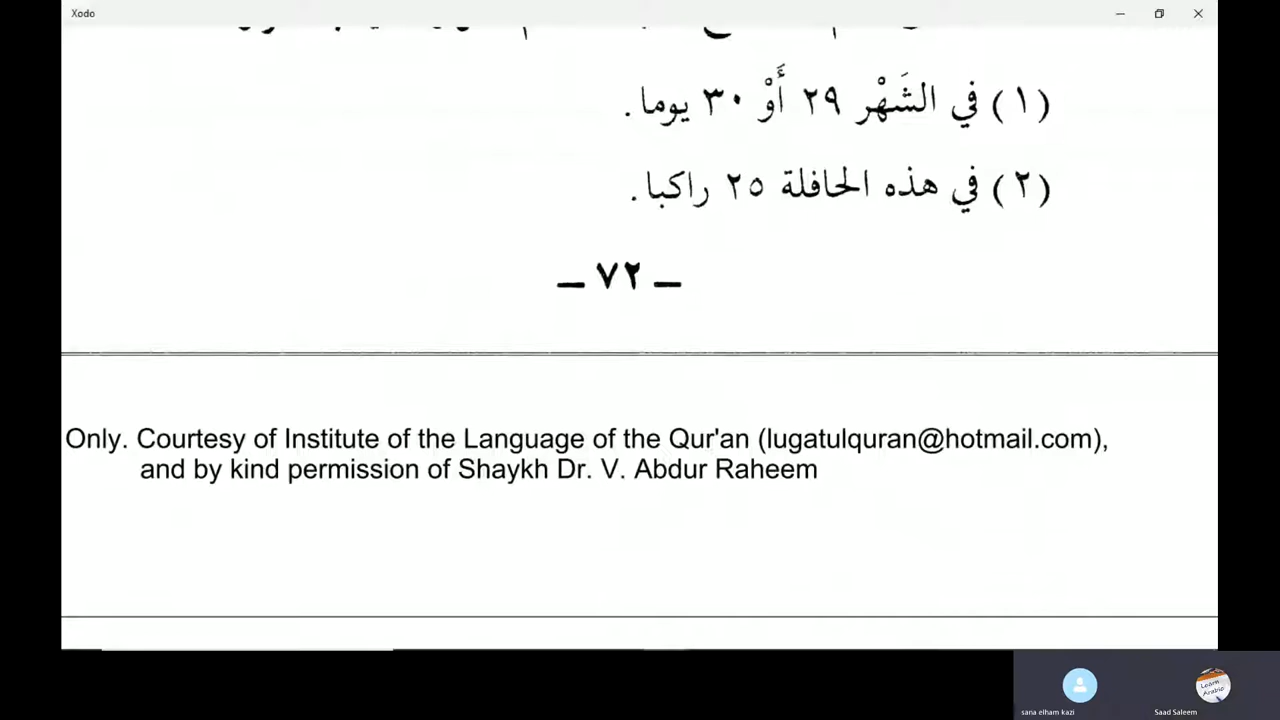 Xodo
(١) في الشَهْر ٢٩ أَوْ ٣٠ يوما.
(٢) في هذه الحافلة ٢٥ راكبا.
– ٧٢ –
Only. Courtesy of Institute of the Language of the Qur'an (lugatulquran@hotmail.com),
and by kind permission of Shaykh Dr. V. Abdur Raheem
Learn
Arabic
sana elham kazi
Saad Saleem